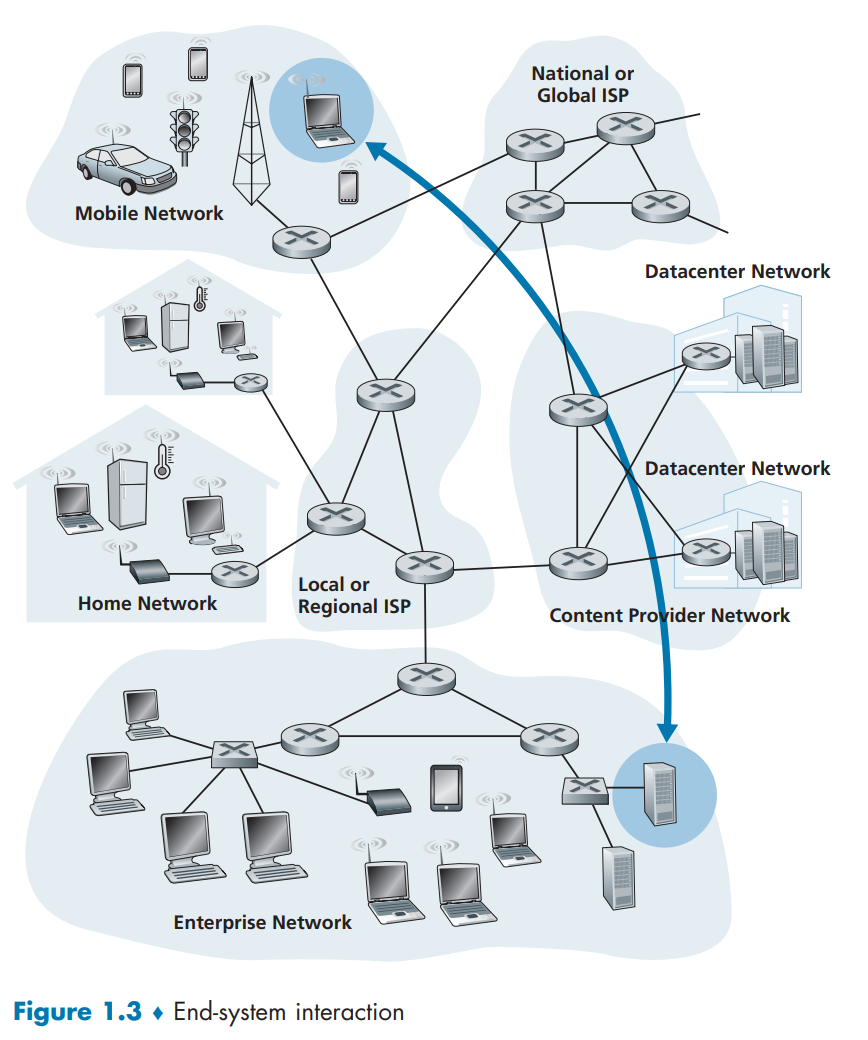 National or
Global ISP
Mobile Network
Datacenter Network
Datacenter Network
Home Network
Local or
Regional ISP
Content Provider Network
Enterprise Network
Figure 1.3 ♦ End-system interaction